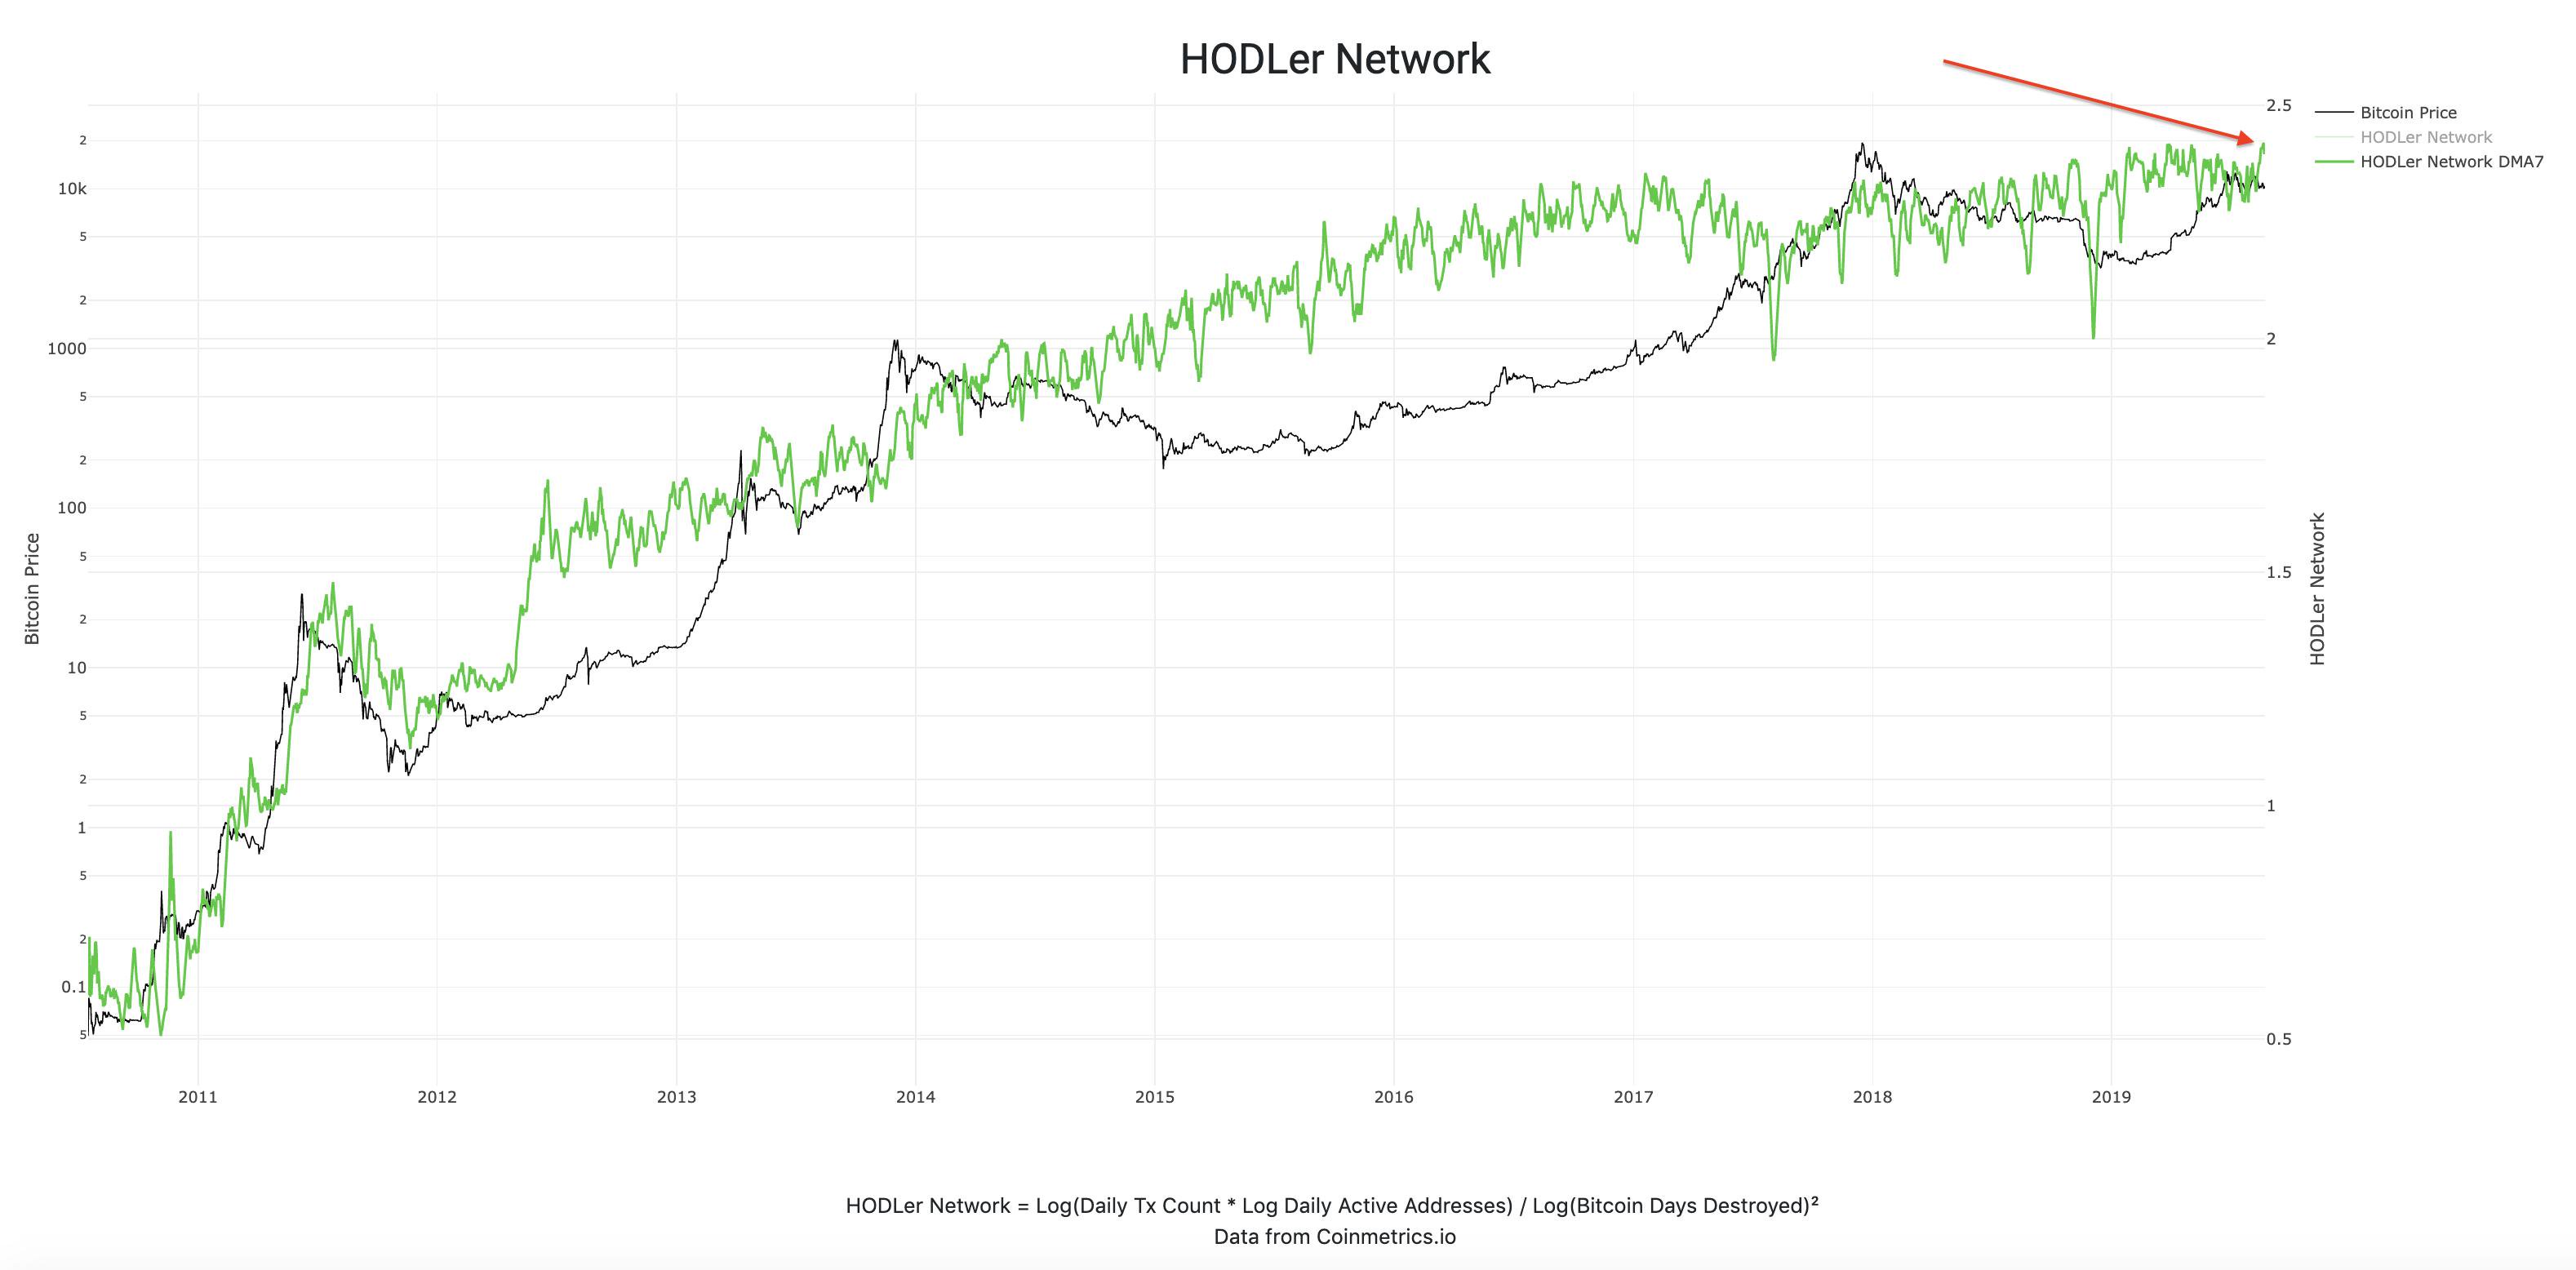 HODLer Network
Bitcoin Price
HODLer Network
HODLer Network DMA7
2
10k
5
2
1000
5
2
100
5
2
10
5
2
1
5
2
0.1
5
Bitcoin Price
2.5
2
1.5
1
0.5
HODLer Network
2011 2012 2013 2014 2015 2016 2017 2018 2019
HODLer Network = Log(Daily Tx Count * Log Daily Active Addresses) / Log(Bitcoin Days Destroyed)²
Data from Coinmetrics.io